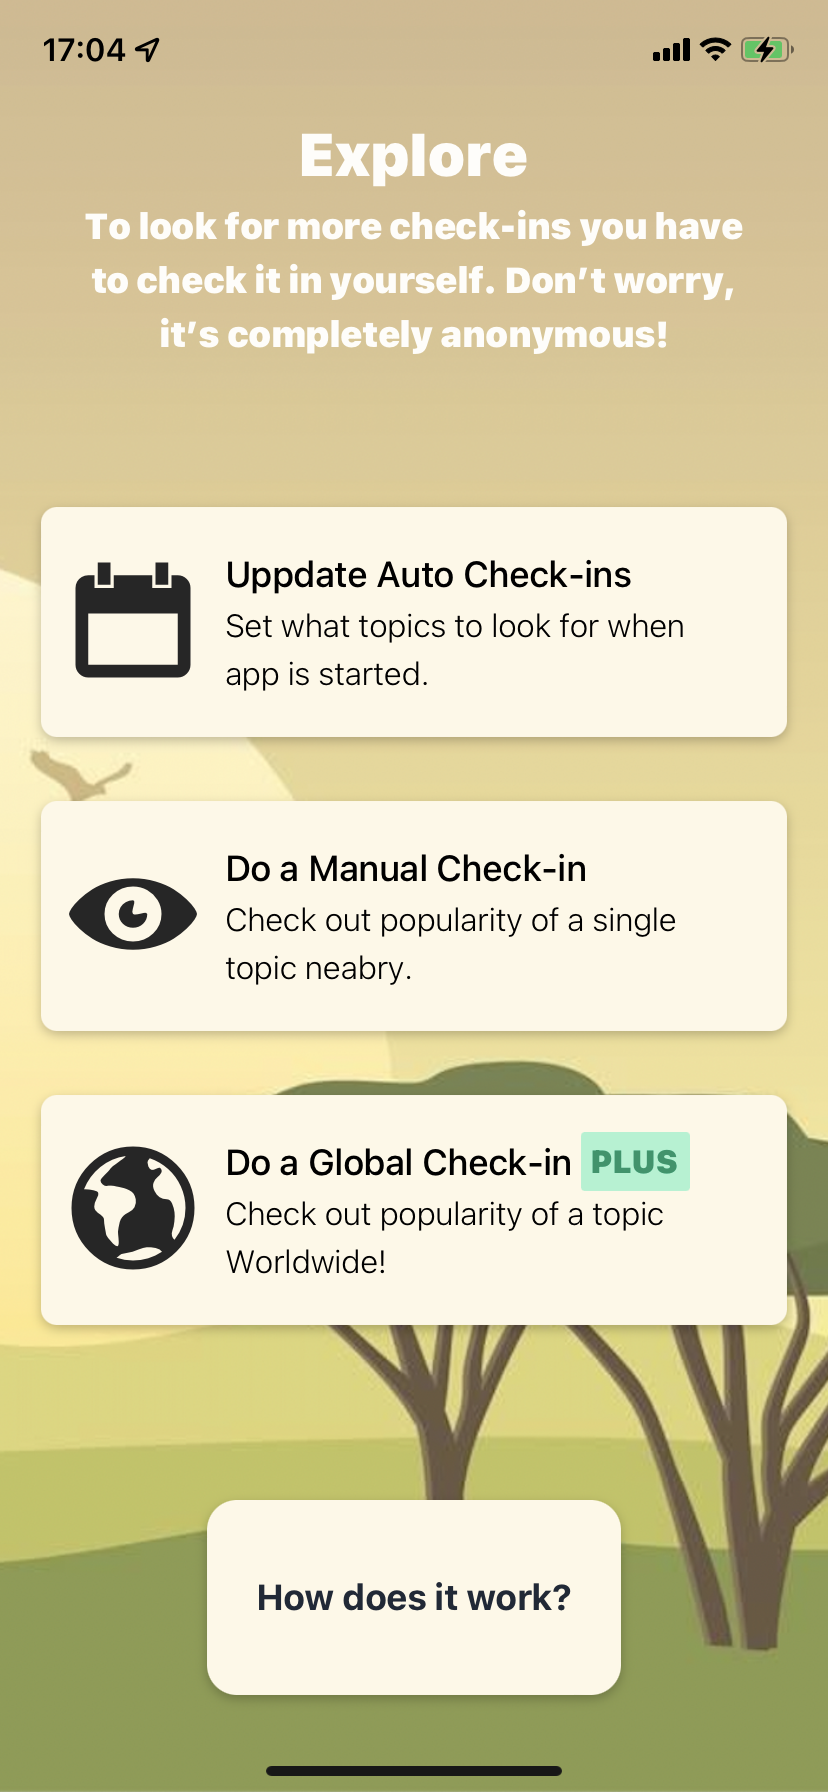 17:04
Explore
To look for more check-ins you have
to check it in yourself. Don’t worry,
it’s completely anonymous!
Uppdate Auto Check-ins
Set what topics to look for when
app is started.
Do a Manual Check-in
Check out popularity of a single
topic neabry.
Do a Global Check-in PLUS
Check out popularity of a topic
Worldwide!
How does it work?